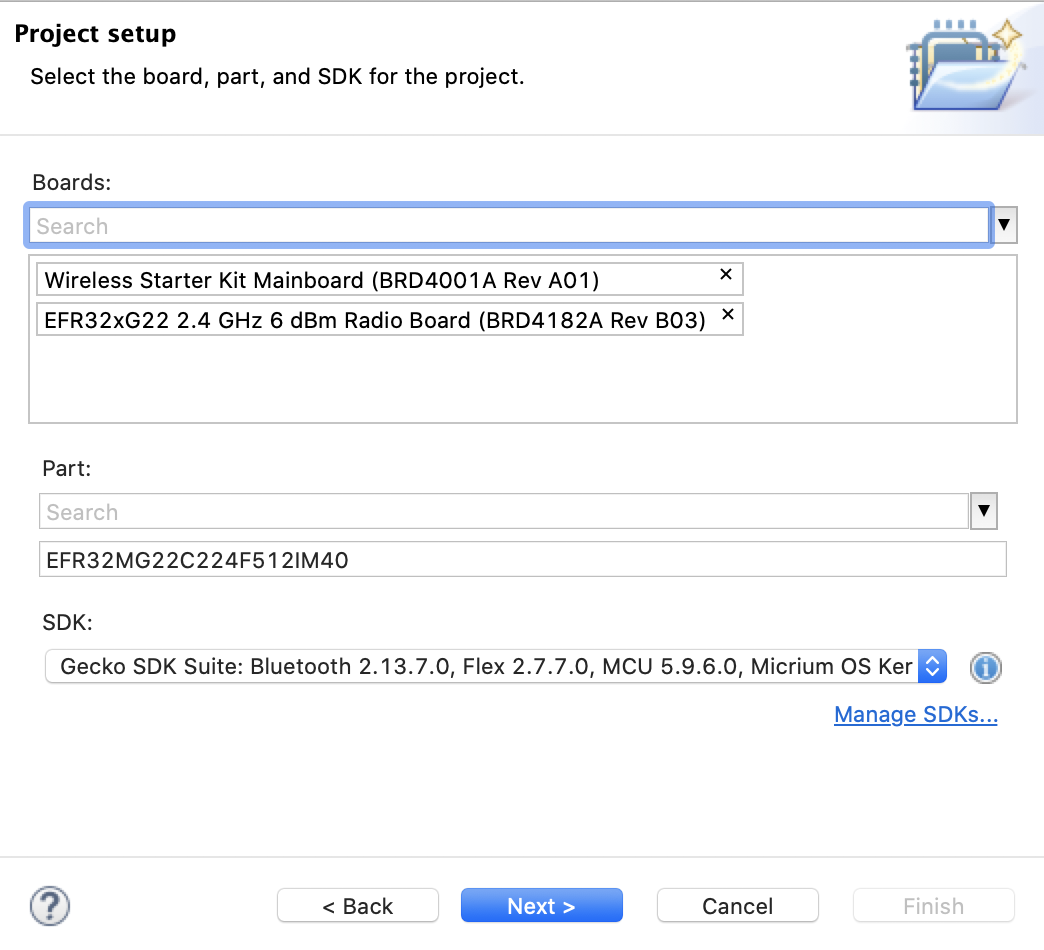 Project setup
Select the board, part, and SDK for the project.
Boards:
Search
Wireless Starter Kit Mainboard (BRD4001A Rev A01)
EFR32xG22 2.4 GHz 6 dBm Radio Board (BRD4182A Rev B03)
Part:
Search
EFR32MG22C224F512IM40
SDK:
Gecko SDK Suite: Bluetooth 2.13.7.0, Flex 2.7.7.0, MCU 5.9.6.0, Micrium OS Ker
Manage SDKs...
< Back Next > Cancel Finish